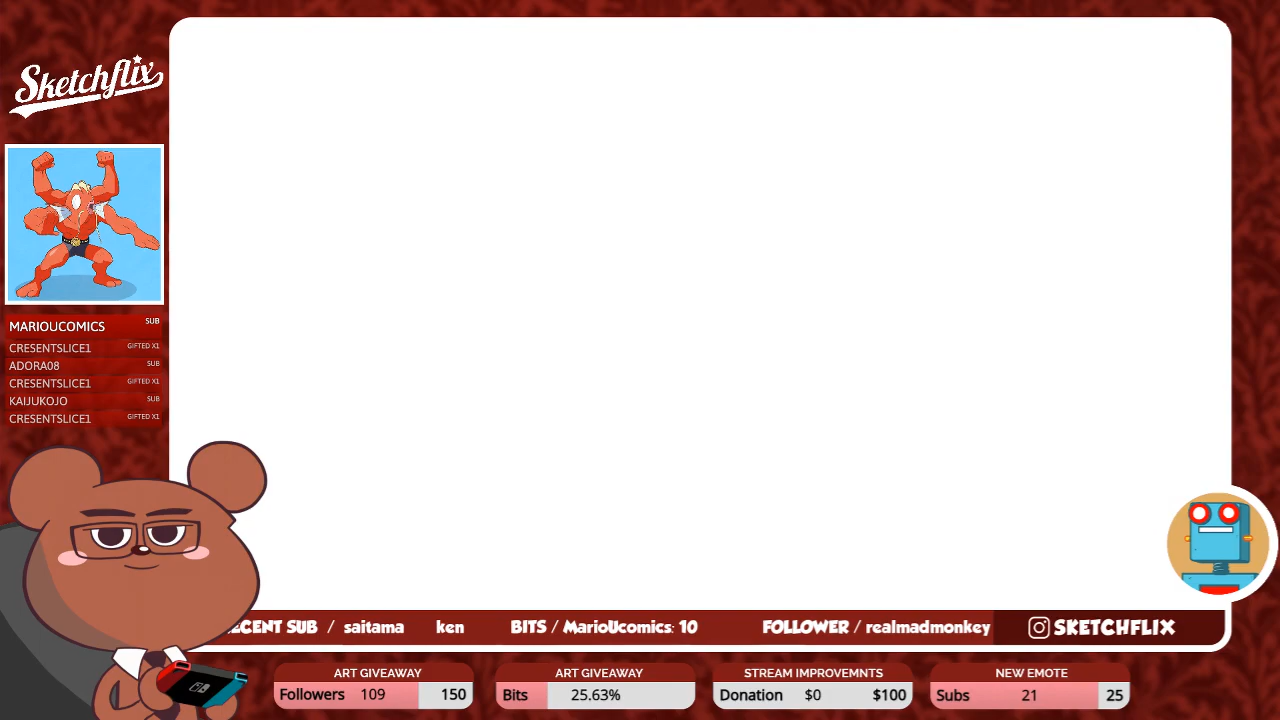 Sketchflix
MARIOUCOMICS SUB
CRESENTSLICE1 GIFTED X1
ADORA08 SUB
CRESENTSLICE1 GIFTED X1
KAIJUKOJO SUB
CRESENTSLICE1 GIFTED X1
ECENT SUB / saitama ken BITS / MarioUcomics: 10 FOLLOWER / realmadmonkey SKETCHFLIX
ART GIVEAWAY ART GIVEAWAY STREAM IMPROVEMNTS NEW EMOTE
Followers 109 150 Bits 25.63% Donation $0 $100 Subs 21 25